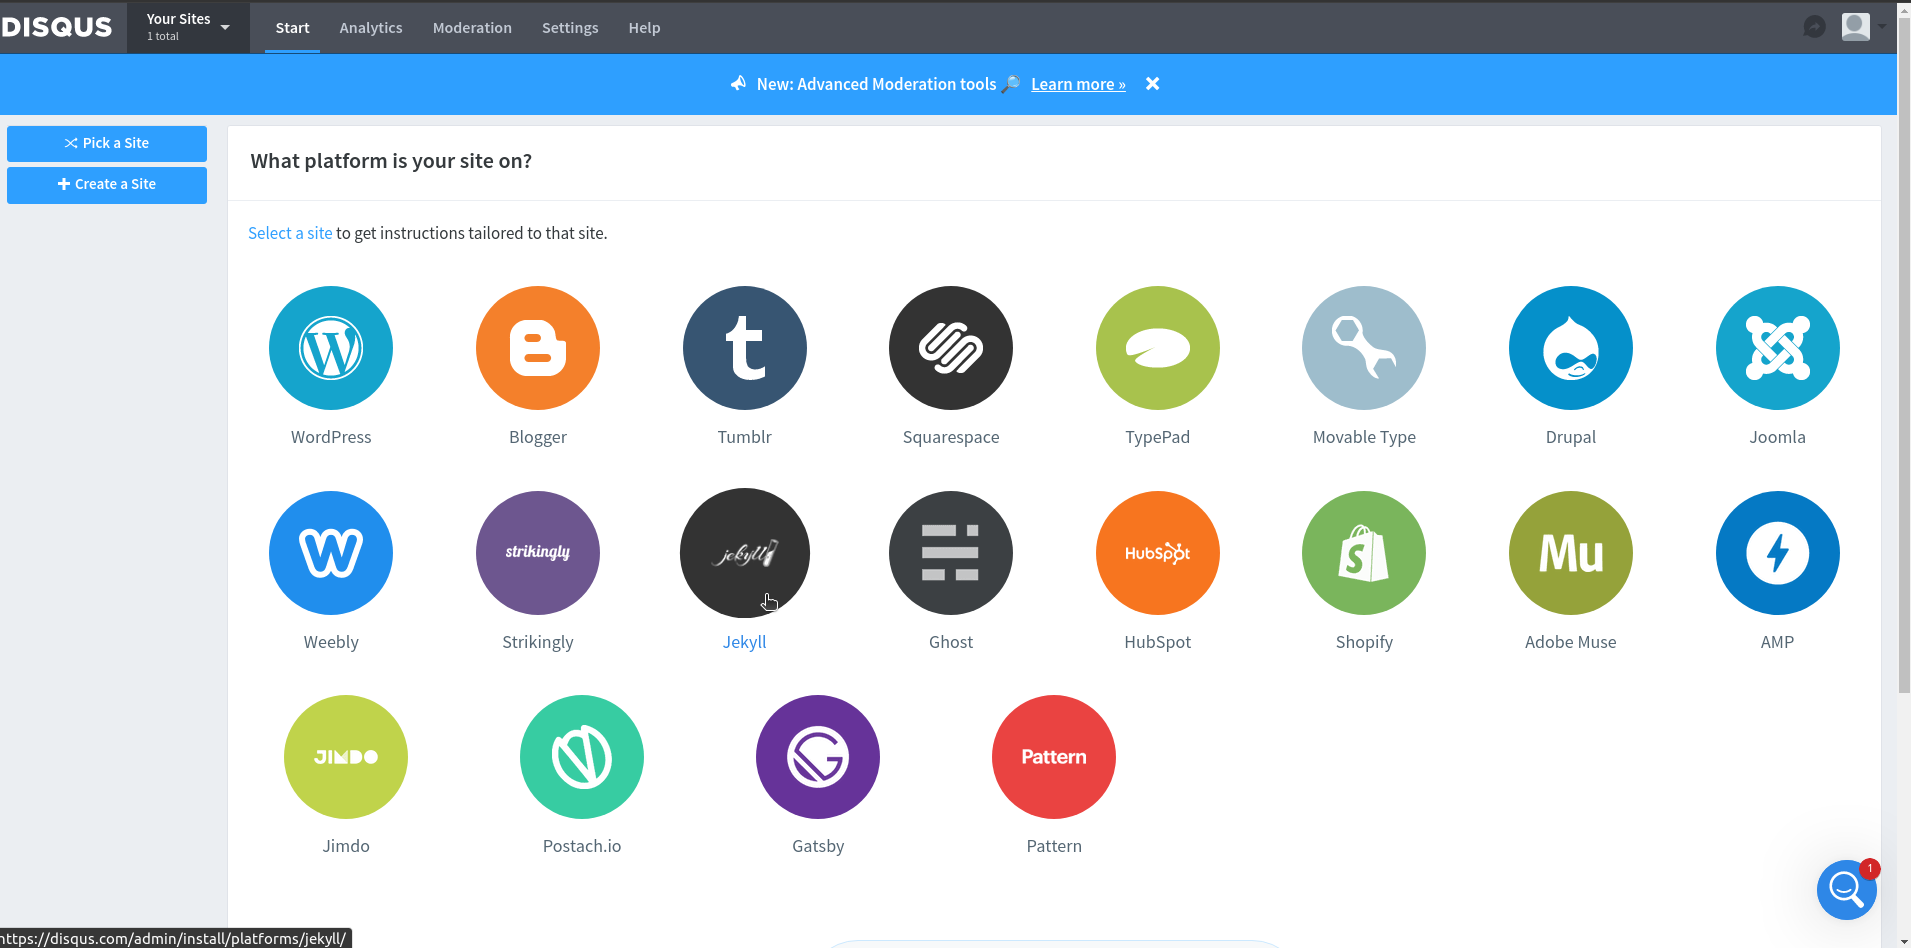 DISQUS
Your Sites
1 total
Start Analytics Moderation Settings Help
New: Advanced Moderation tools 🔎 Learn more »
Pick a Site
Create a Site
What platform is your site on?
Select a site to get instructions tailored to that site.
WordPress Blogger Tumblr Squarespace TypePad Movable Type Drupal Joomla
strikingly
jekyll
HubSpot
Mu
Weebly Strikingly Jekyll Ghost HubSpot Shopify Adobe Muse AMP
JIMDO
Pattern
Jimdo Postach.io Gatsby Pattern
1
https://disqus.com/admin/install/platforms/jekyll/